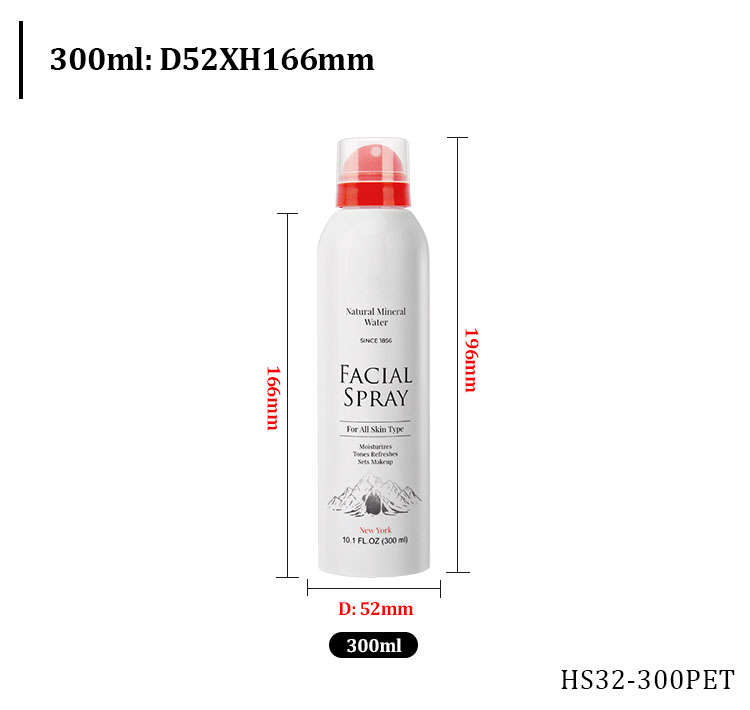 300ml: D52XH166mm
Natural Mineral
Water
SINCE 1856
FACIAL
SPRAY
For All Skin Type
Moisturizes
Tones Refreshes
Sets Makeup
New York
10.1 FL.OZ (300 ml)
166mm
196mm
D: 52mm
300ml
HS32-300PET